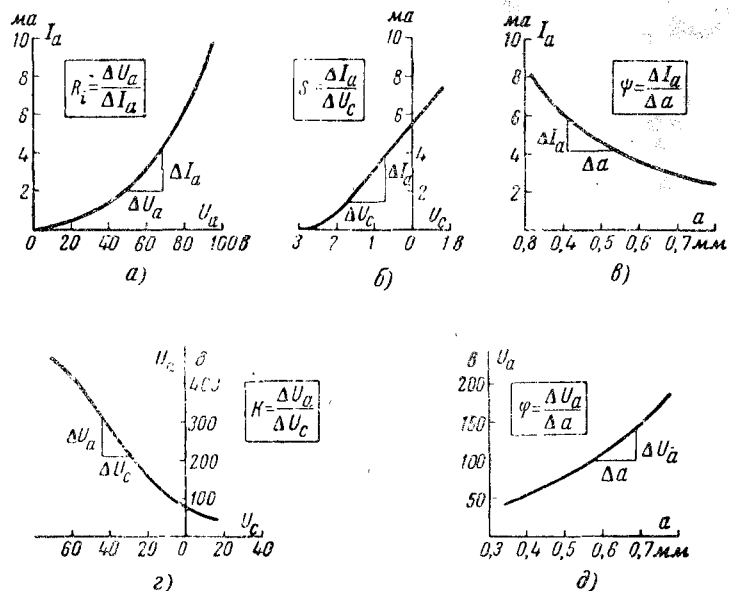 ма I_a
10
8
6
4
2
0 20 40 60 80 100 В
R_i = ΔU_a / ΔI_a
ΔI_a
ΔU_a
U_a
а)
ма I_a
10
8
6
4
2
3 2 1 0 1 В
S = ΔI_a / ΔU_c
ΔI_a
ΔU_c
U_c
б)
ма I_a
10
8
6
4
2
0,3 0,4 0,5 0,6 0,7 мм
ψ = ΔI_a / Δa
ΔI_a
Δa
a
в)
U_a В
400
300
200
100
60 40 20 0 20 40
K = ΔU_a / ΔU_c
ΔU_a
ΔU_c
U_c
г)
В U_a
200
150
100
50
0,3 0,4 0,5 0,6 0,7 мм
φ = ΔU_a / Δa
ΔU_a
Δa
a
д)